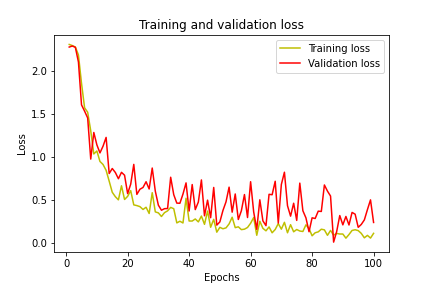 Training and validation loss
Training loss
Validation loss
Loss
2.0
1.5
1.0
0.5
0.0
0 20 40 60 80 100
Epochs